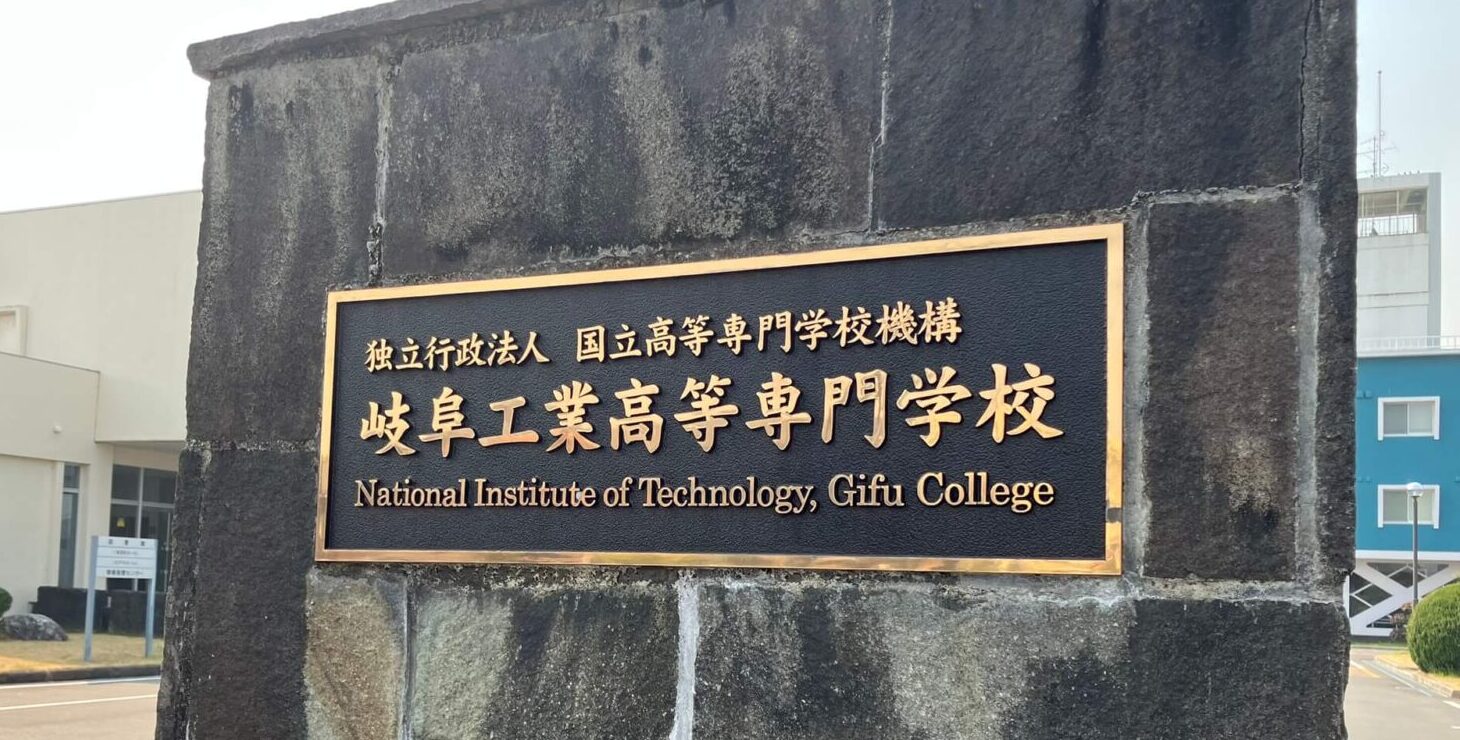 独立行政法人 国立高等専門学校機構
岐阜工業高等専門学校
National Institute of Technology, Gifu College